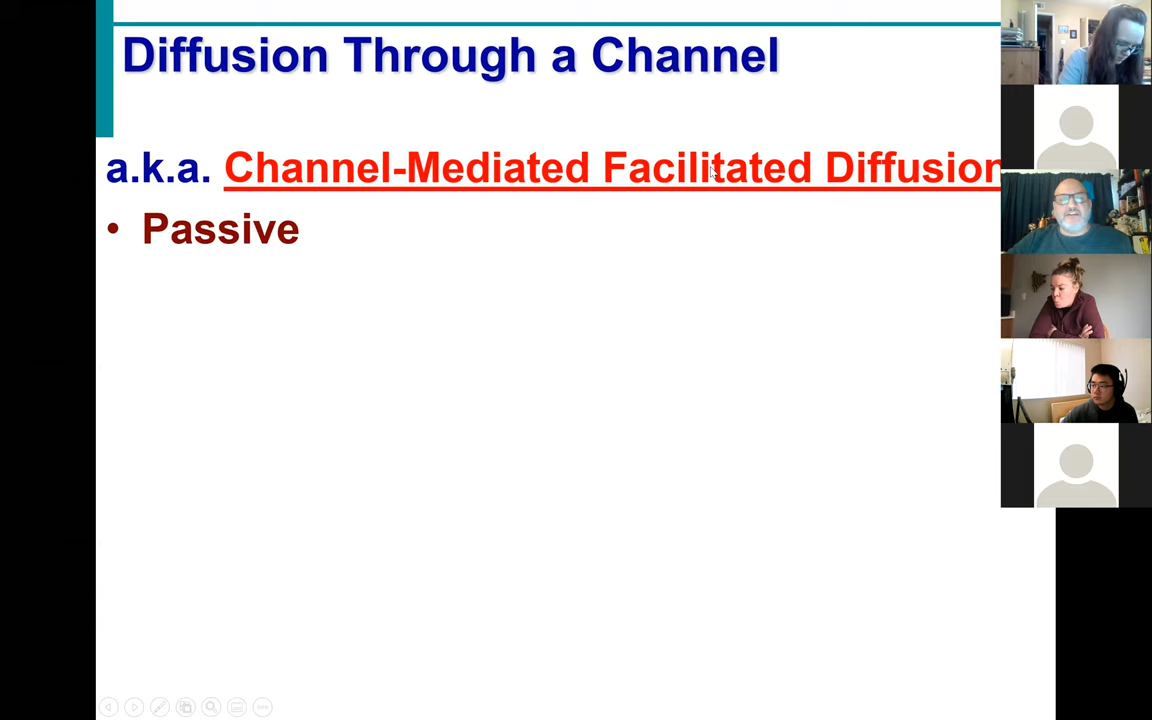 Diffusion Through a Channel
a.k.a. Channel-Mediated Facilitated Diffusion
• Passive